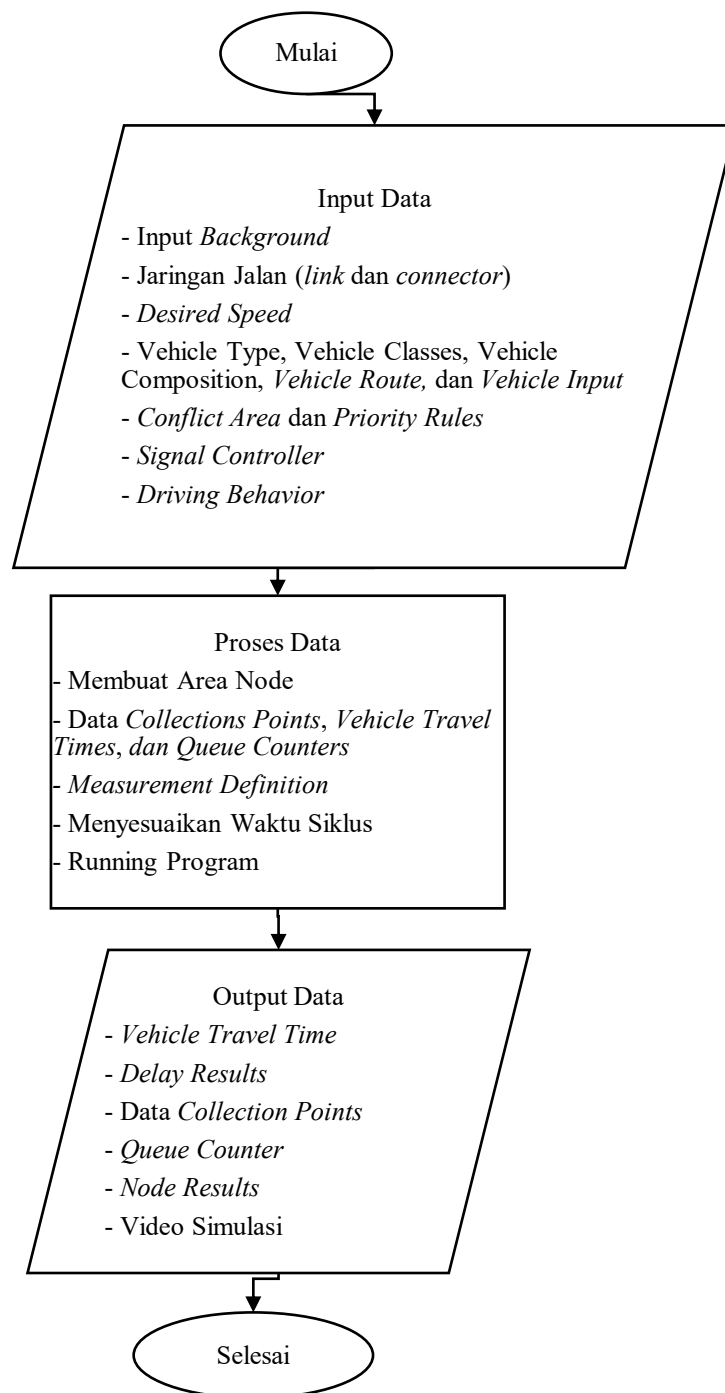 Mulai
Input Data
- Input Background
- Jaringan Jalan (link dan connector)
- Desired Speed
- Vehicle Type, Vehicle Classes, Vehicle
Composition, Vehicle Route, dan Vehicle Input
- Conflict Area dan Priority Rules
- Signal Controller
- Driving Behavior
Proses Data
- Membuat Area Node
- Data Collections Points, Vehicle Travel
Times, dan Queue Counters
- Measurement Definition
- Menyesuaikan Waktu Siklus
- Running Program
Output Data
- Vehicle Travel Time
- Delay Results
- Data Collection Points
- Queue Counter
- Node Results
- Video Simulasi
Selesai